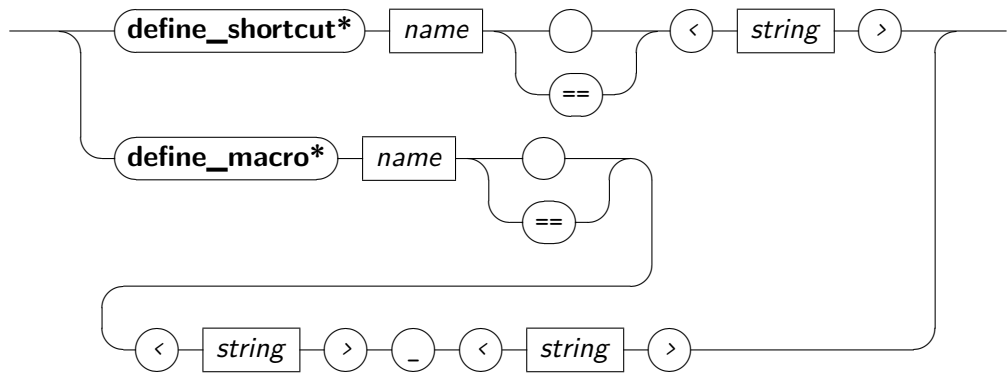 define_shortcut* name < string >
==
define_macro* name
==
< string > _ < string >